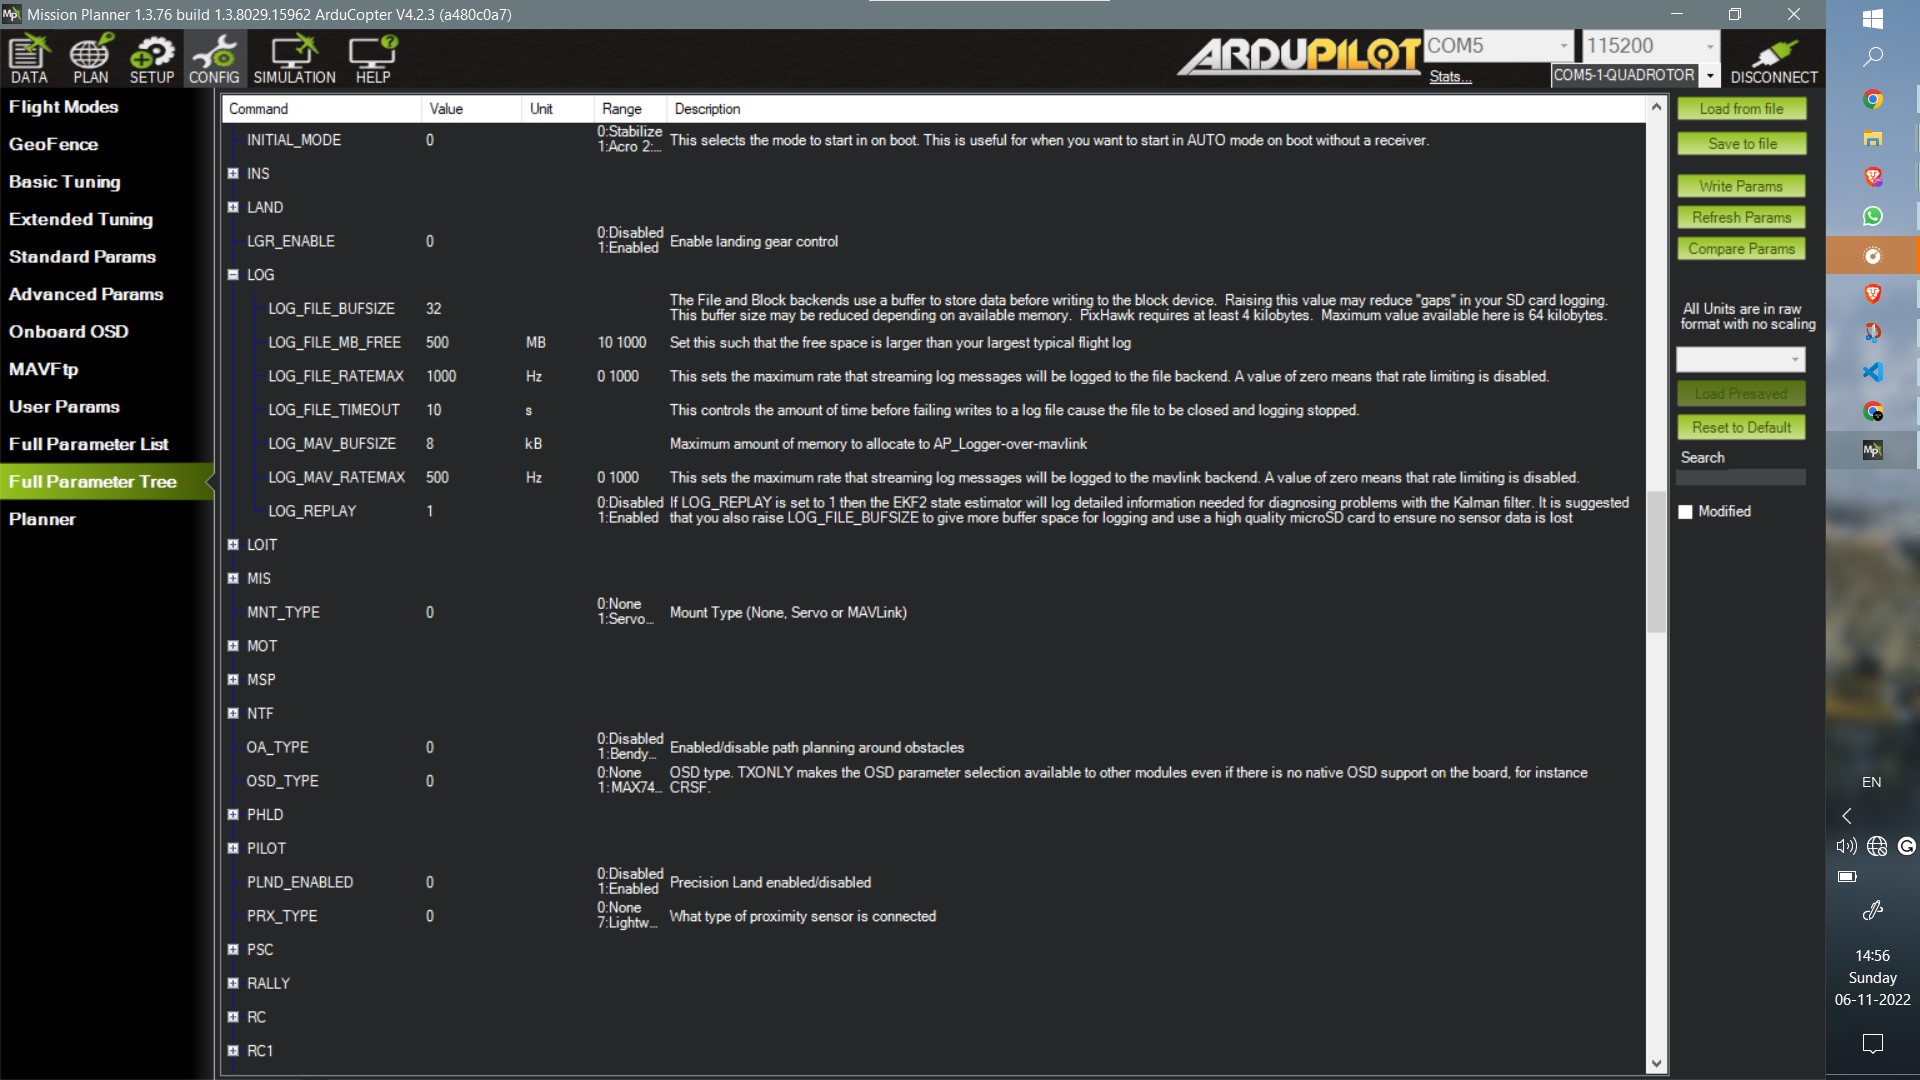 Mission Planner 1.3.76 build 1.3.8029.15962 ArduCopter V4.2.3 (a480c0a7)
DATA PLAN SETUP CONFIG SIMULATION HELP
ARDUPILOT
COM5 115200
Stats... COM5-1-QUADROTOR DISCONNECT
Flight Modes
GeoFence
Basic Tuning
Extended Tuning
Standard Params
Advanced Params
Onboard OSD
MAVFtp
User Params
Full Parameter List
Full Parameter Tree
Planner
Command Value Unit Range Description
INITIAL_MODE 0 0:Stabilize 1:Acro 2:... This selects the mode to start in on boot. This is useful for when you want to start in AUTO mode on boot without a receiver.
INS
LAND
LGR_ENABLE 0 0:Disabled 1:Enabled Enable landing gear control
LOG
LOG_FILE_BUFSIZE 32 The File and Block backends use a buffer to store data before writing to the block device. Raising this value may reduce "gaps" in your SD card logging.
This buffer size may be reduced depending on available memory. PixHawk requires at least 4 kilobytes. Maximum value available here is 64 kilobytes.
LOG_FILE_MB_FREE 500 MB 10 1000 Set this such that the free space is larger than your largest typical flight log
LOG_FILE_RATEMAX 1000 Hz 0 1000 This sets the maximum rate that streaming log messages will be logged to the file backend. A value of zero means that rate limiting is disabled.
LOG_FILE_TIMEOUT 10 s This controls the amount of time before failing writes to a log file cause the file to be closed and logging stopped.
LOG_MAV_BUFSIZE 8 kB Maximum amount of memory to allocate to AP_Logger-over-mavlink
LOG_MAV_RATEMAX 500 Hz 0 1000 This sets the maximum rate that streaming log messages will be logged to the mavlink backend. A value of zero means that rate limiting is disabled.
LOG_REPLAY 1 0:Disabled 1:Enabled If LOG_REPLAY is set to 1 then the EKF2 state estimator will log detailed information needed for diagnosing problems with the Kalman filter. It is suggested
that you also raise LOG_FILE_BUFSIZE to give more buffer space for logging and use a high quality microSD card to ensure no sensor data is lost
LOIT
MIS
MNT_TYPE 0 0:None 1:Servo... Mount Type (None, Servo or MAVLink)
MOT
MSP
NTF
OA_TYPE 0 0:Disabled 1:Bendy... Enabled/disable path planning around obstacles
OSD_TYPE 0 0:None 1:MAX74... OSD type. TXONLY makes the OSD parameter selection available to other modules even if there is no native OSD support on the board, for instance
CRSF.
PHLD
PILOT
PLND_ENABLED 0 0:Disabled 1:Enabled Precision Land enabled/disabled
PRX_TYPE 0 0:None 7:Lightw... What type of proximity sensor is connected
PSC
RALLY
RC
RC1
Load from file
Save to file
Write Params
Refresh Params
Compare Params
All Units are in raw
format with no scaling
Load Presaved
Reset to Default
Search
Modified
EN
14:56
Sunday
06-11-2022